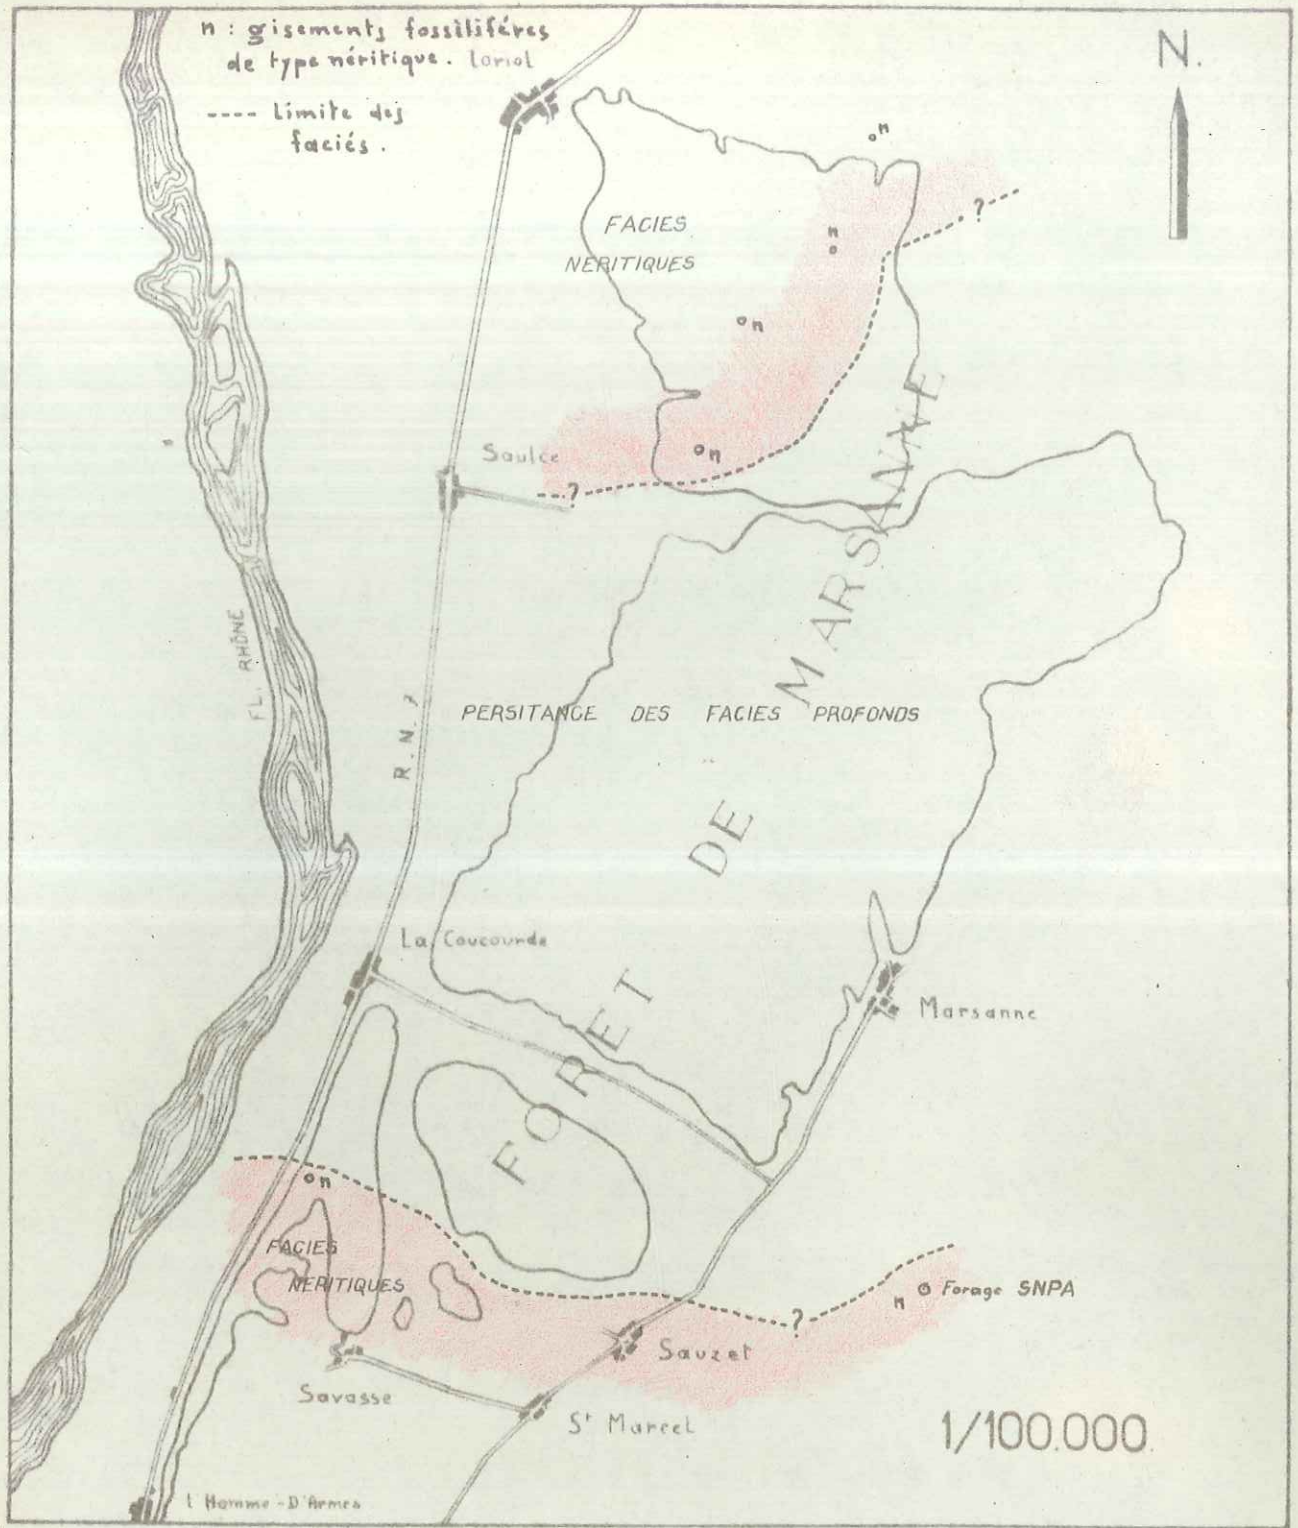 n : gisements fossilifères
de type néritique. Loriol
---- Limite des
faciés.
N.
n
FACIES
NERITIQUES
n
?
n
n
Saulce
?
FL. RHÔNE
R. N. 7
PERSITANCE DES FACIES PROFONDS
FORET DE MARSANNE
La Coucourde
Marsanne
n
FACIES
NERITIQUES
n
Forage SNPA
?
Sauzet
Savasse
St Marcel
1/100.000.
l'Homme-D'Armes